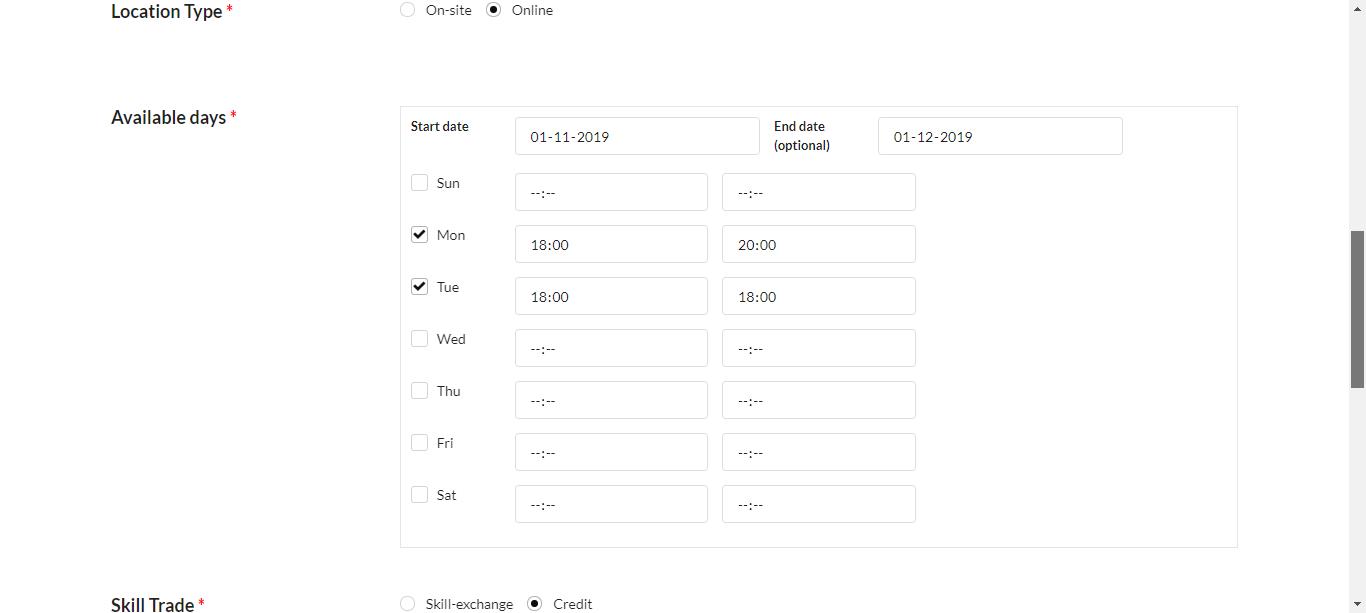 Location Type * On-site Online
Available days *
Start date 01-11-2019 End date (optional) 01-12-2019
Sun --:-- --:--
Mon 18:00 20:00
Tue 18:00 18:00
Wed --:-- --:--
Thu --:-- --:--
Fri --:-- --:--
Sat --:-- --:--
Skill Trade * Skill-exchange Credit